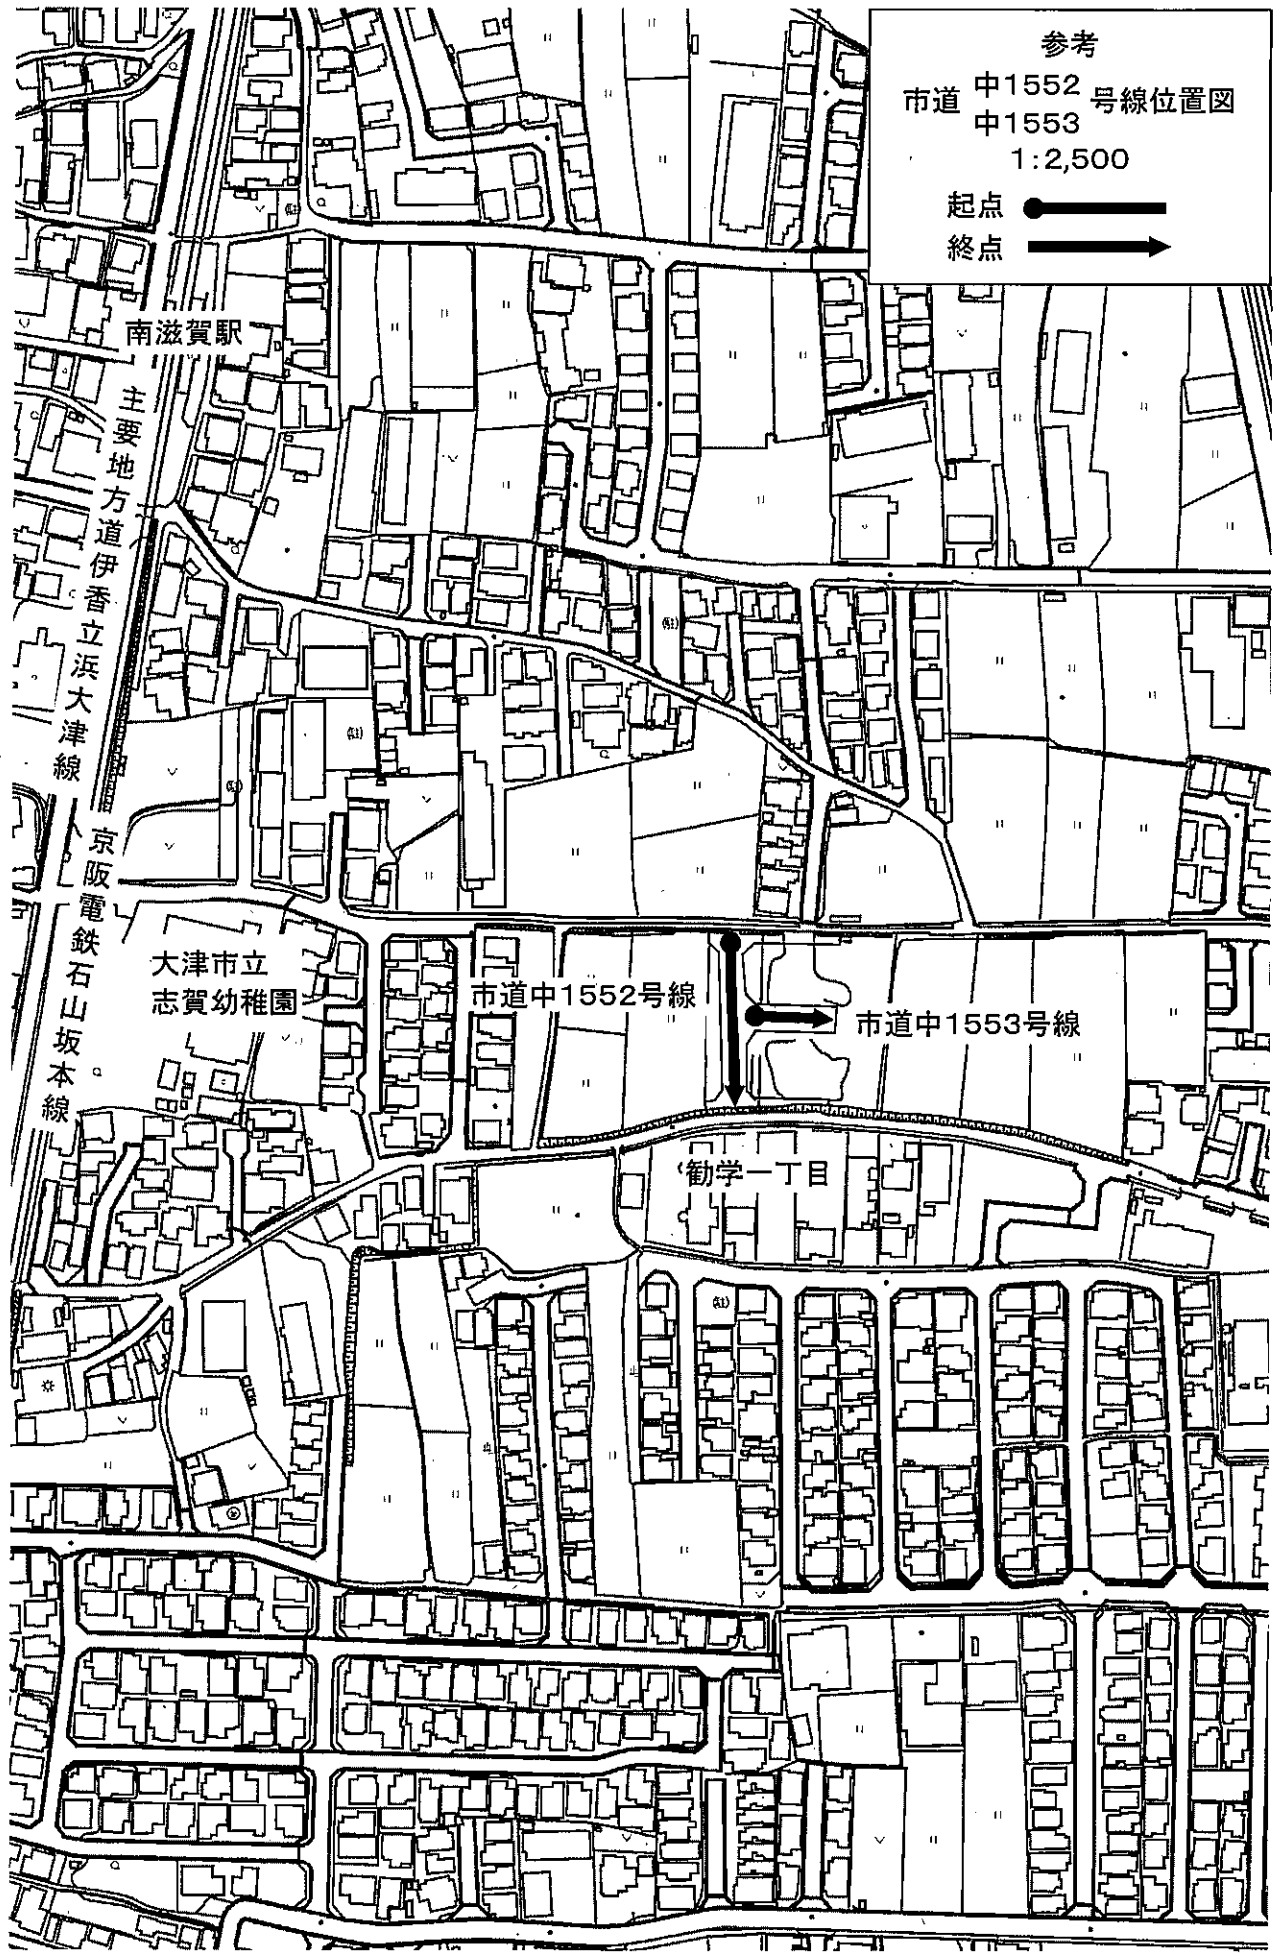 参考
市道 中1552 号線位置図
中1553
1:2,500
起点
終点
南滋賀駅
主要地方道伊香立浜大津線
京阪電鉄石山坂本線
大津市立
志賀幼稚園
市道中1552号線
市道中1553号線
勧学一丁目